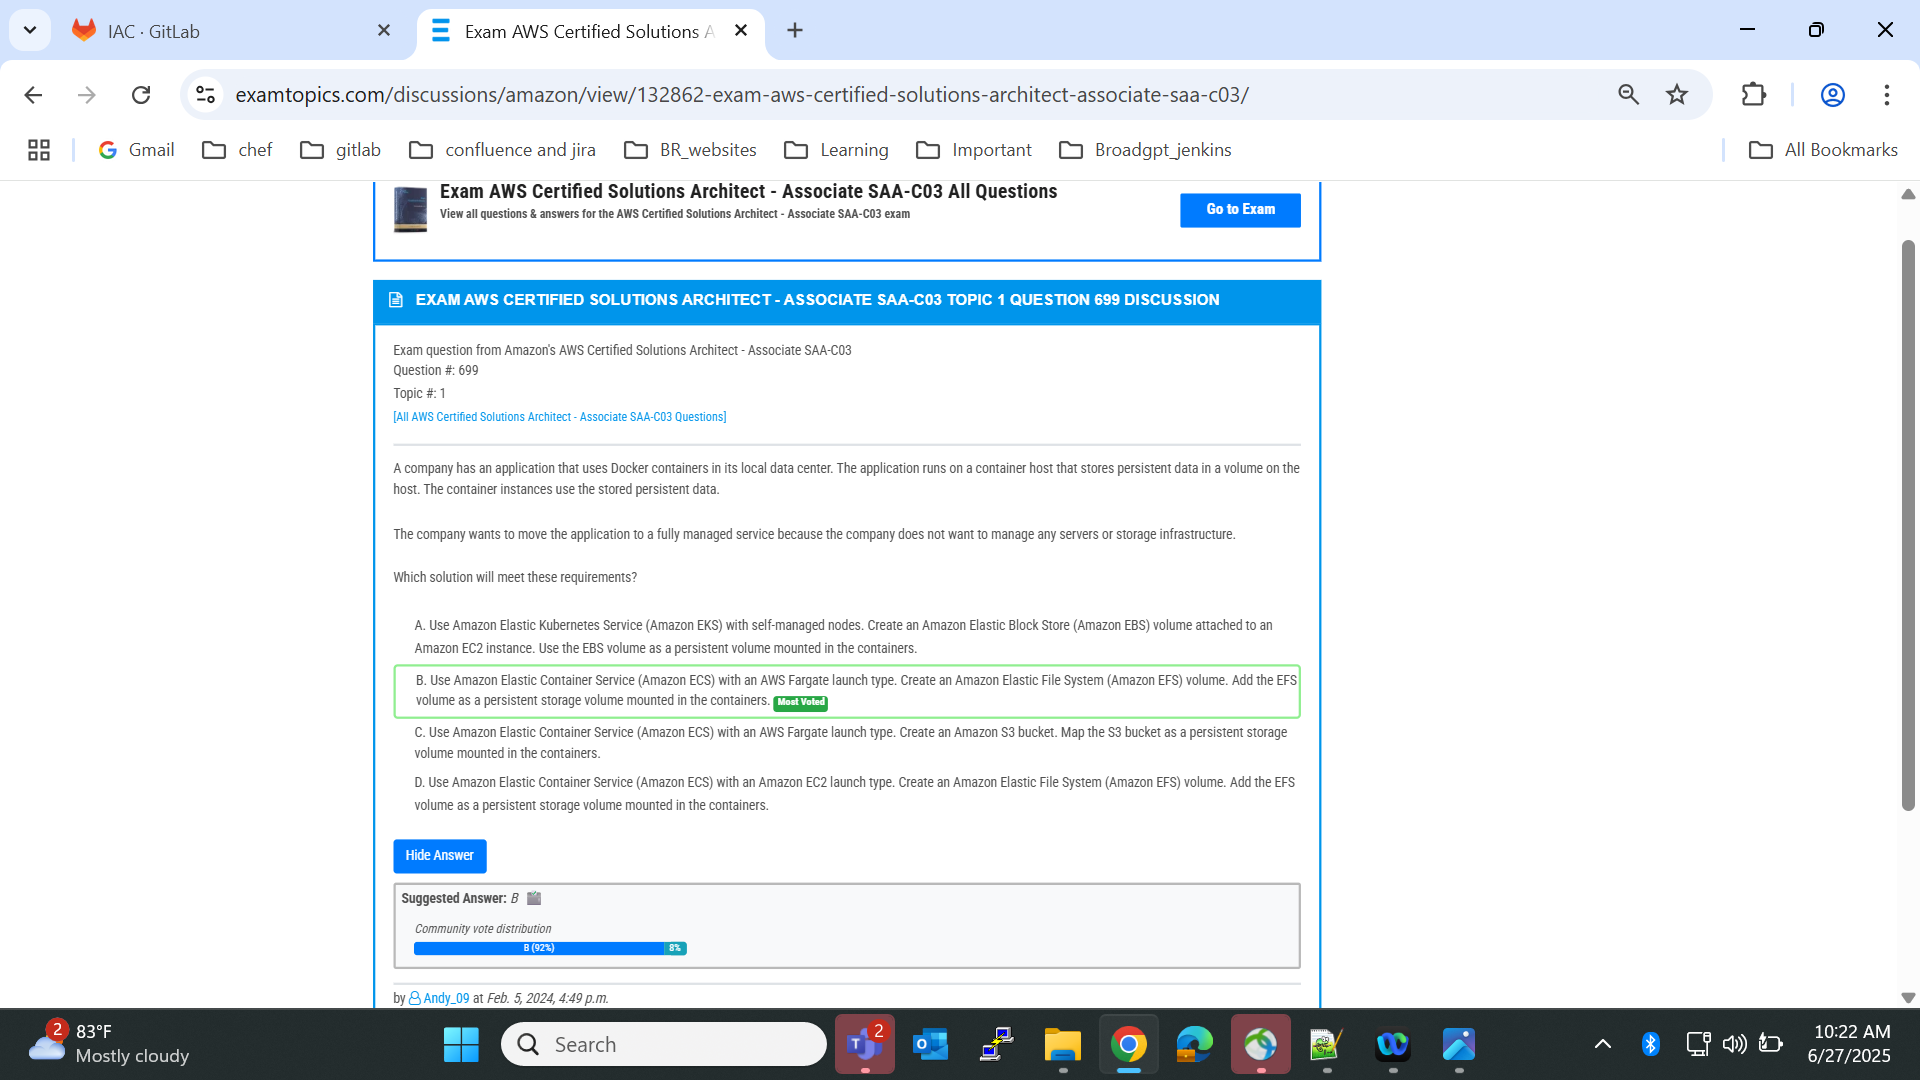 IAC · GitLab
Exam AWS Certified Solutions A
examtopics.com/discussions/amazon/view/132862-exam-aws-certified-solutions-architect-associate-saa-c03/
Gmail
chef
gitlab
confluence and jira
BR_websites
Learning
Important
Broadgpt_jenkins
All Bookmarks
Exam AWS Certified Solutions Architect - Associate SAA-C03 All Questions
View all questions & answers for the AWS Certified Solutions Architect - Associate SAA-C03 exam
Go to Exam
EXAM AWS CERTIFIED SOLUTIONS ARCHITECT - ASSOCIATE SAA-C03 TOPIC 1 QUESTION 699 DISCUSSION
Exam question from Amazon's AWS Certified Solutions Architect - Associate SAA-C03
Question #: 699
Topic #: 1
[All AWS Certified Solutions Architect - Associate SAA-C03 Questions]
A company has an application that uses Docker containers in its local data center. The application runs on a container host that stores persistent data in a volume on the
host. The container instances use the stored persistent data.
The company wants to move the application to a fully managed service because the company does not want to manage any servers or storage infrastructure.
Which solution will meet these requirements?
A. Use Amazon Elastic Kubernetes Service (Amazon EKS) with self-managed nodes. Create an Amazon Elastic Block Store (Amazon EBS) volume attached to an
Amazon EC2 instance. Use the EBS volume as a persistent volume mounted in the containers.
B. Use Amazon Elastic Container Service (Amazon ECS) with an AWS Fargate launch type. Create an Amazon Elastic File System (Amazon EFS) volume. Add the EFS
volume as a persistent storage volume mounted in the containers. Most Voted
C. Use Amazon Elastic Container Service (Amazon ECS) with an AWS Fargate launch type. Create an Amazon S3 bucket. Map the S3 bucket as a persistent storage
volume mounted in the containers.
D. Use Amazon Elastic Container Service (Amazon ECS) with an Amazon EC2 launch type. Create an Amazon Elastic File System (Amazon EFS) volume. Add the EFS
volume as a persistent storage volume mounted in the containers.
Hide Answer
Suggested Answer: B
Community vote distribution
B (92%)
8%
by Andy_09 at Feb. 5, 2024, 4:49 p.m.
2
83°F
Mostly cloudy
Search
2
10:22 AM
6/27/2025